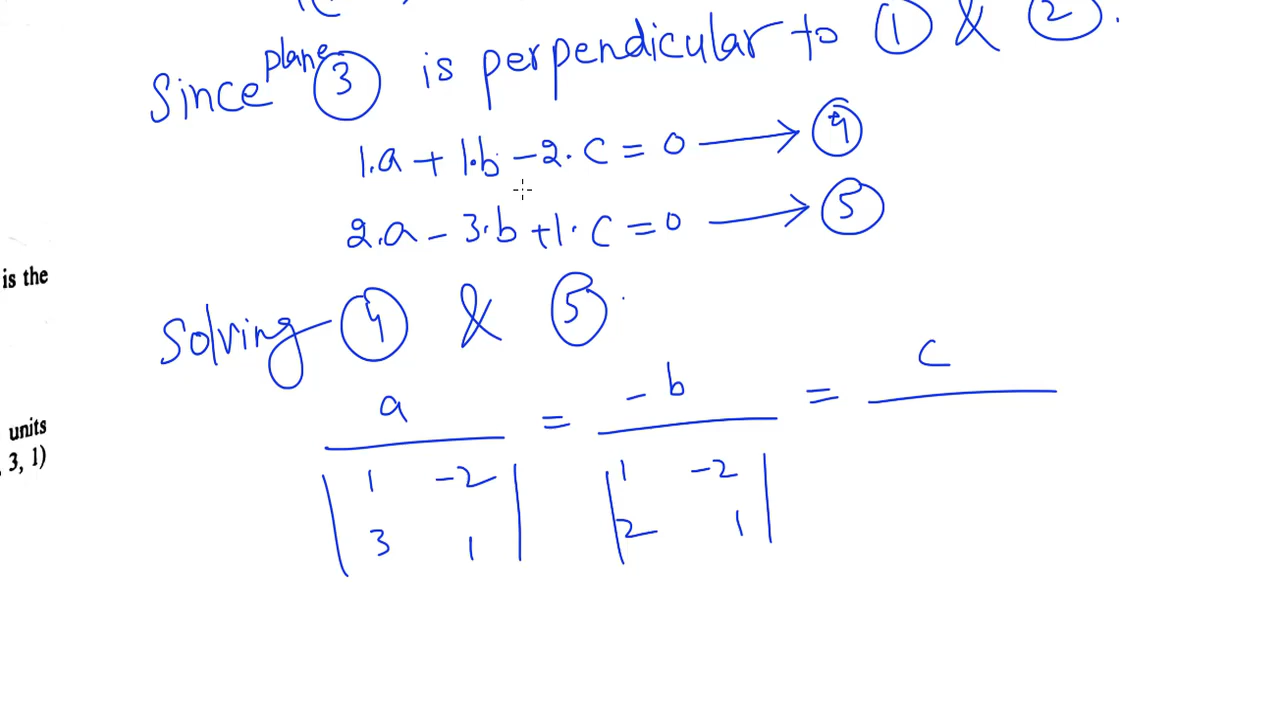 Since plane ③ is perpendicular to ① & ②.
1.a + 1.b - 2.c = 0 → ④
2.a - 3.b + 1.c = 0 → ⑤
is the
Solving ④ & ⑤
a / | 1 -2 | = -b / | 1 -2 | = c /
| 3 1 | | 2 1 |
units
3, 1)